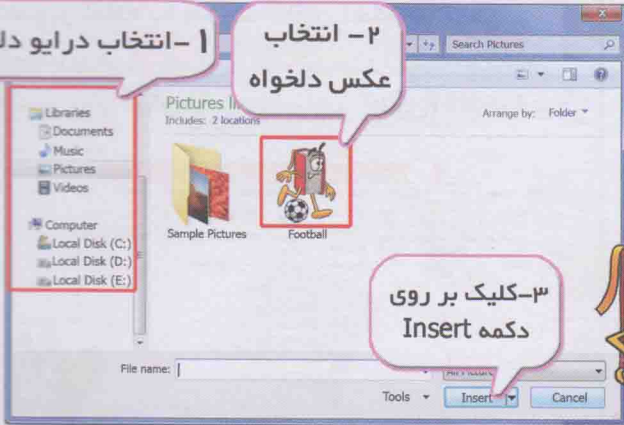 ۱– انتخاب درایو
۲– انتخاب
عکس دلخواه
Search Pictures
Libraries
Documents
Music
Pictures
Videos
Computer
Local Disk (C:)
Local Disk (D:)
Local Disk (E:)
Pictures
Includes: 2 locations
Arrange by: Folder
Sample Pictures
Football
۳–کلیک بر روی
دکمه Insert
File name:
Tools
Insert
Cancel